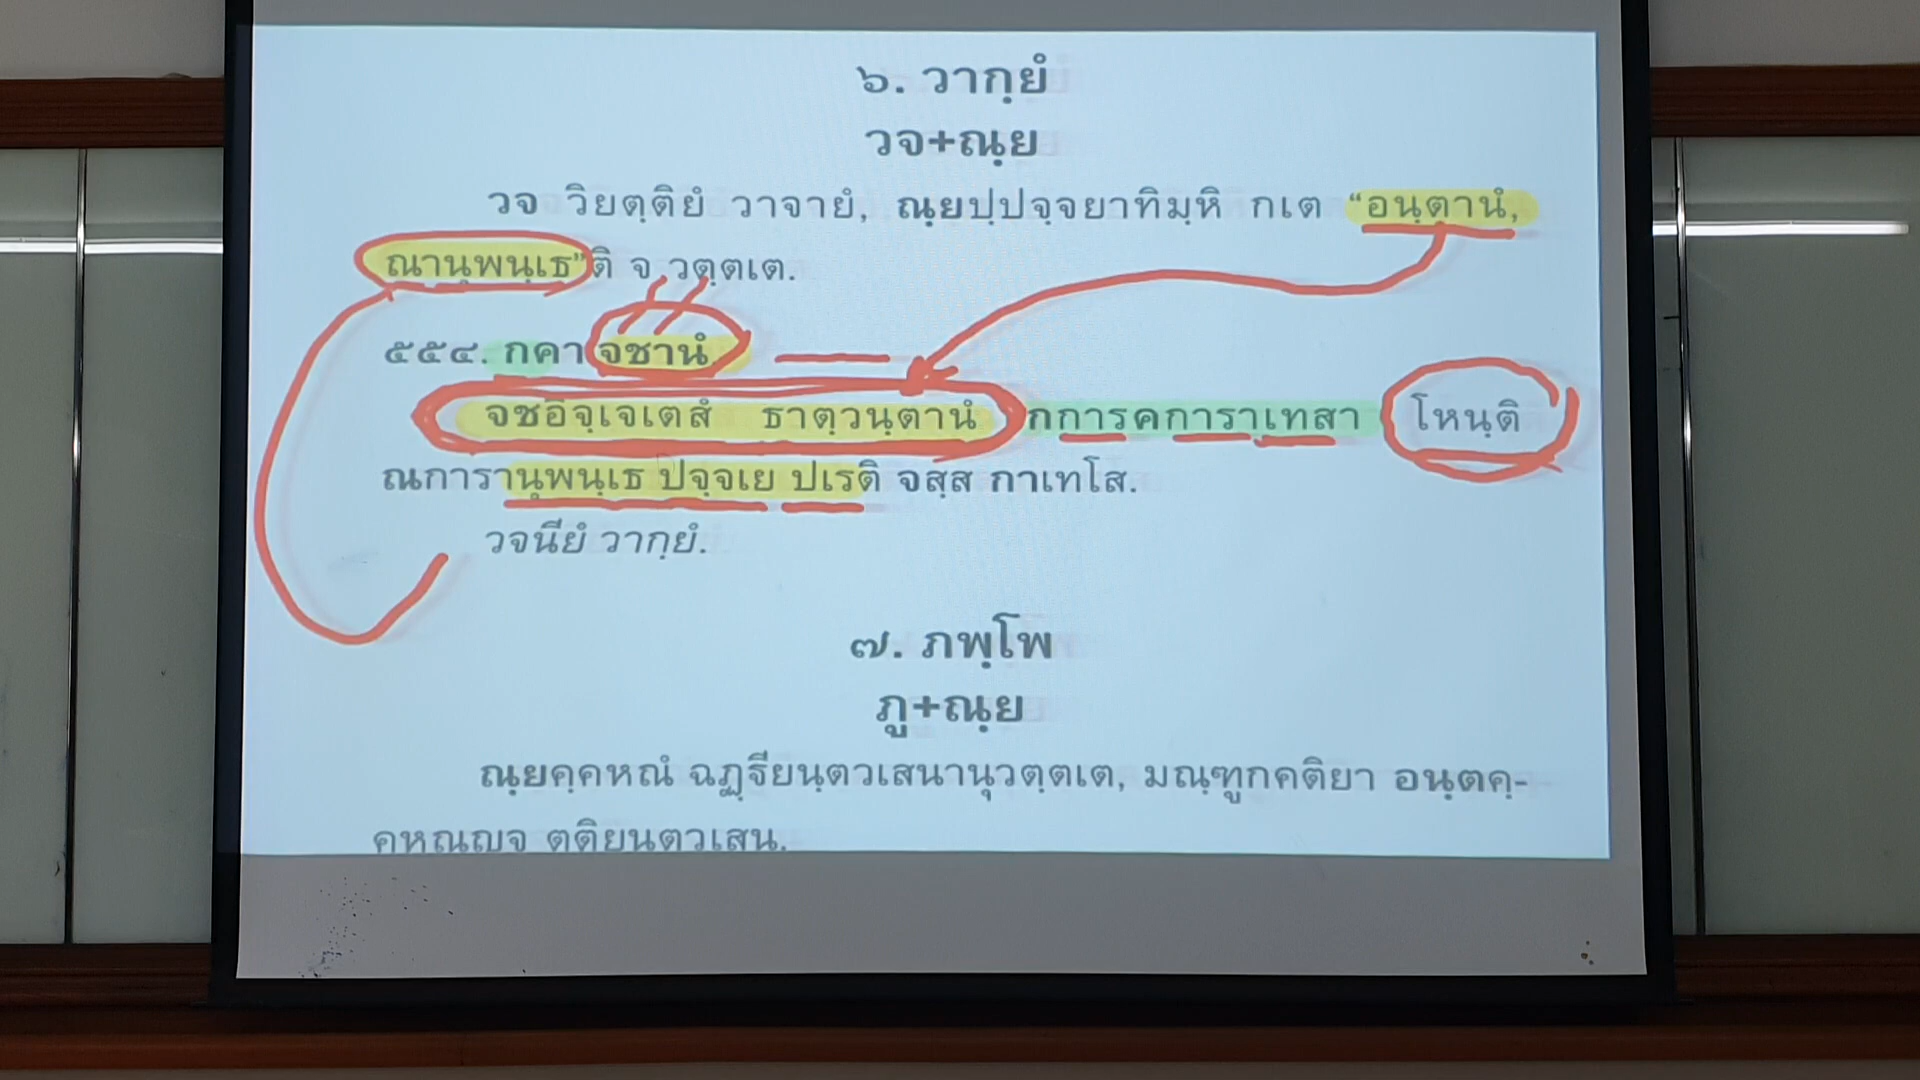 ๖. วากฺยํ
วจ+ณฺย
วจ วิยตฺติยํ วาจายํ, ณฺยปฺปจฺจยาทิมฺหิ กเต “อนฺตานํ,
ณานุพนฺเธ”ติ จ วตฺตเต.
๕๕๔. กคา จชานํ
จชอิจฺเจเตสํ ธาตฺวนฺตานํ กการคการาเทสา โหนฺติ
ณการานุพนฺเธ ปจฺจเย ปเรติ จสฺส กาเทโส.
วจนียํ วากฺยํ.
๗. ภพฺโพ
ภู+ณฺย
ณฺยคฺคหณํ ฉฏฺฐียนฺตวเสนานุวตฺตเต, มณฺฑูกคติยา อนฺตคฺ-
คหณญจ ตติยนตวเสน.